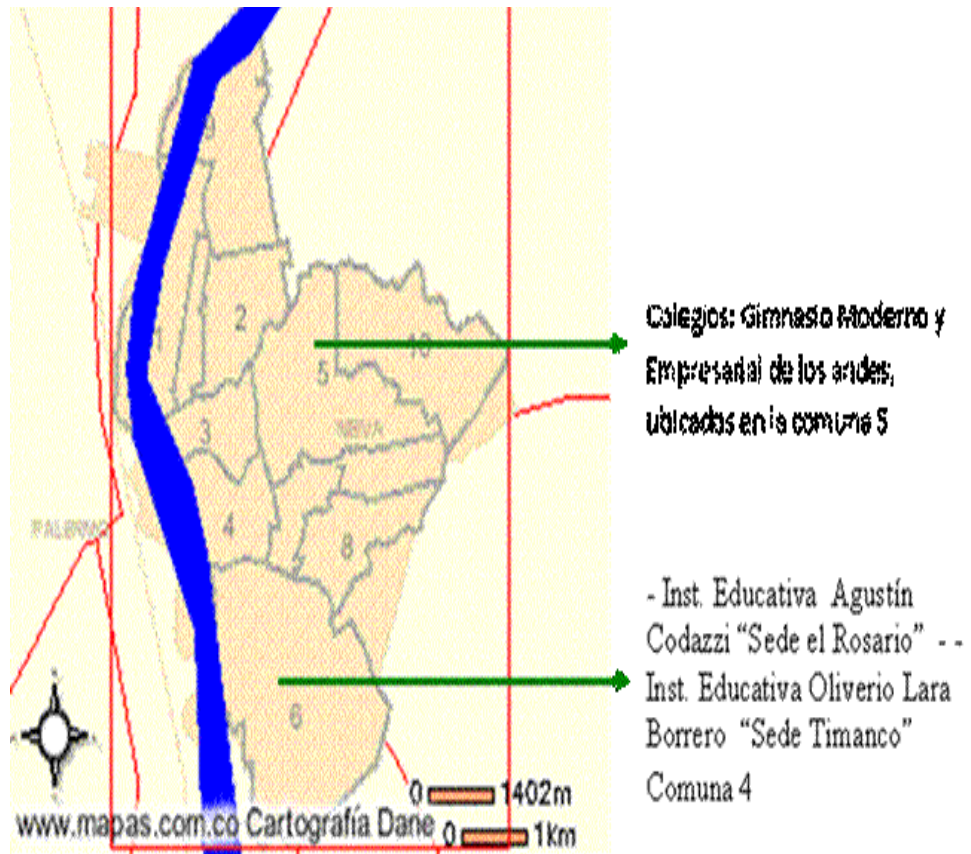 9
2
1
10
5
3
4
8
6
PALERMO
Colegios: Gimnasio Moderno y
Empresarial de los andes,
ubicados en la comuna 5
- Inst. Educativa Agustín
Codazzi “Sede el Rosario” - -
Inst. Educativa Oliverio Lara
Borrero “Sede Timanco”
Comuna 4
0 1402m
www.mapas.com.co Cartografía Dane
0 1Km